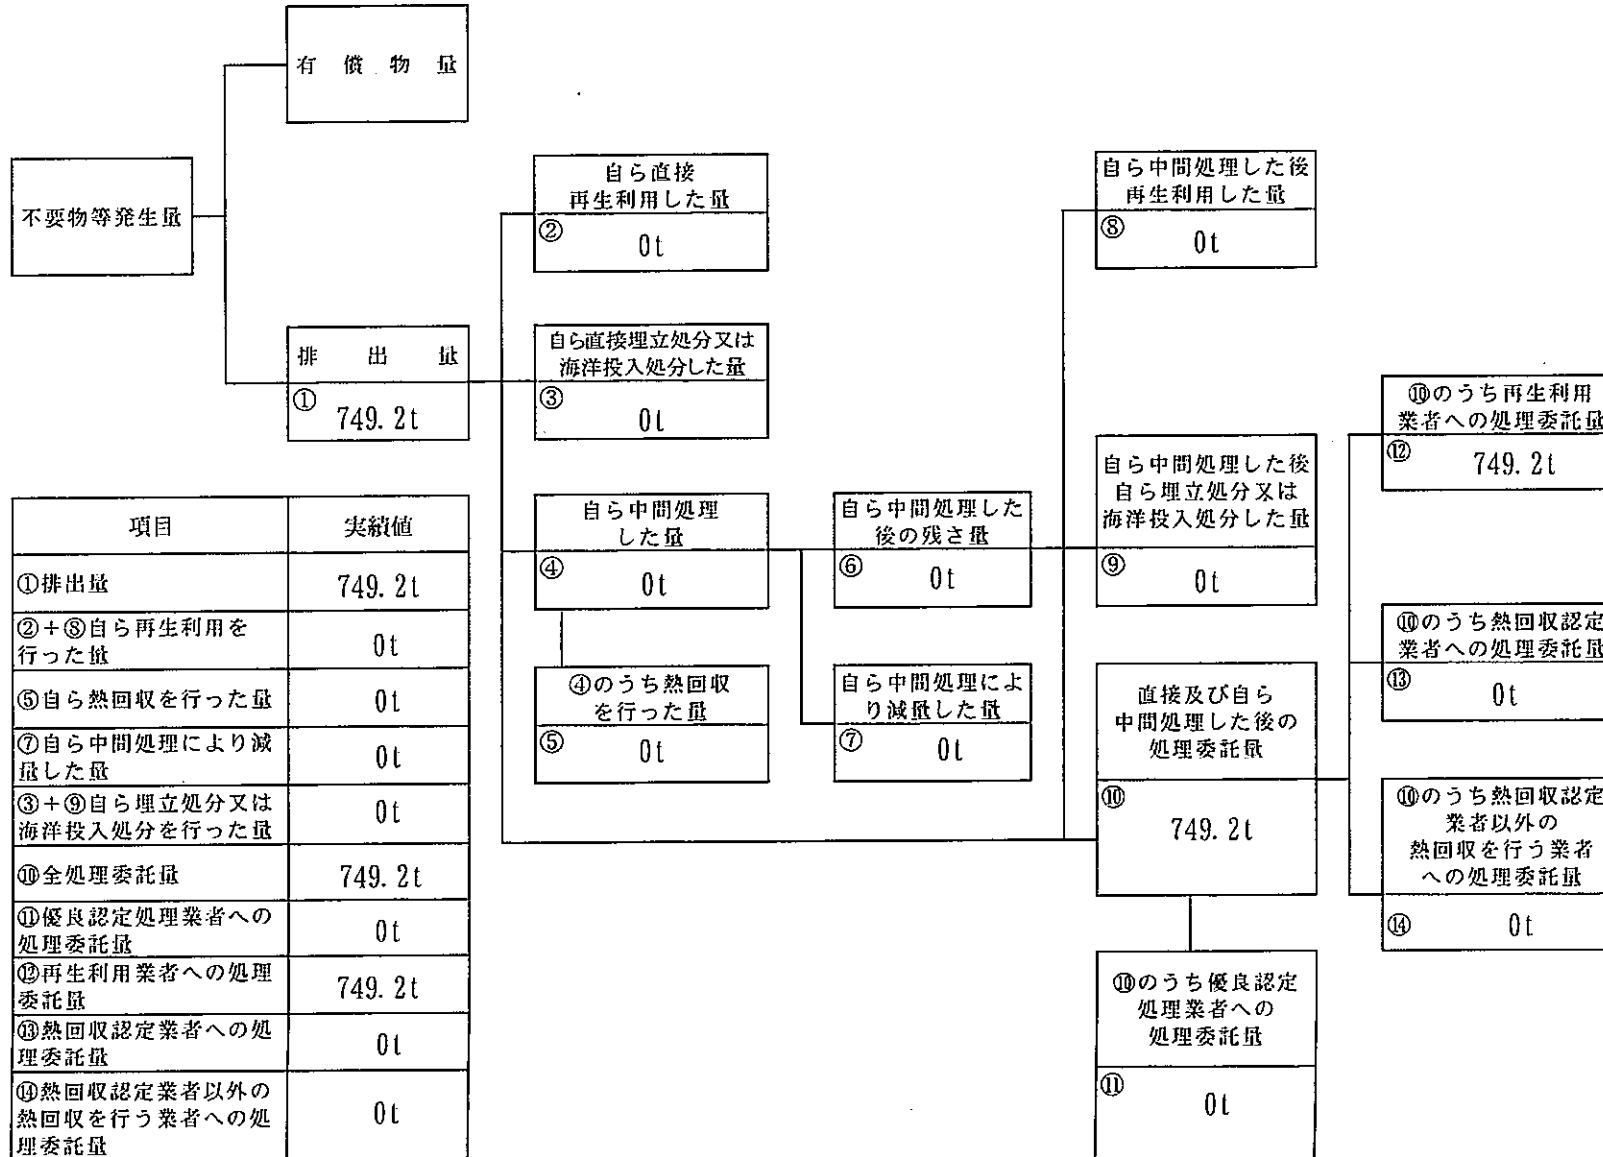 有償物量
不要物等発生量
排出量
① 749.2t
自ら直接
再生利用した量
② 0t
自ら直接埋立処分又は
海洋投入処分した量
③ 0t
自ら中間処理
した量
④ 0t
④のうち熱回収
を行った量
⑤ 0t
自ら中間処理した
後の残さ量
⑥ 0t
自ら中間処理によ
り減量した量
⑦ 0t
自ら中間処理した後
再生利用した量
⑧ 0t
自ら中間処理した後
自ら埋立処分又は
海洋投入処分した量
⑨ 0t
直接及び自ら
中間処理した後の
処理委託量
⑩ 749.2t
⑩のうち優良認定
処理業者への
処理委託量
⑪ 0t
⑩のうち再生利用
業者への処理委託量
⑫ 749.2t
⑩のうち熱回収認定
業者への処理委託量
⑬ 0t
⑩のうち熱回収認定
業者以外の
熱回収を行う業者
への処理委託量
⑭ 0t
項目 実績値
①排出量 749.2t
②+⑧自ら再生利用を
行った量 0t
⑤自ら熱回収を行った量 0t
⑦自ら中間処理により減
量した量 0t
③+⑨自ら埋立処分又は
海洋投入処分を行った量 0t
⑩全処理委託量 749.2t
⑪優良認定処理業者への
処理委託量 0t
⑫再生利用業者への処理
委託量 749.2t
⑬熱回収認定業者への処
理委託量 0t
⑭熱回収認定業者以外の
熱回収を行う業者への処
理委託量 0t